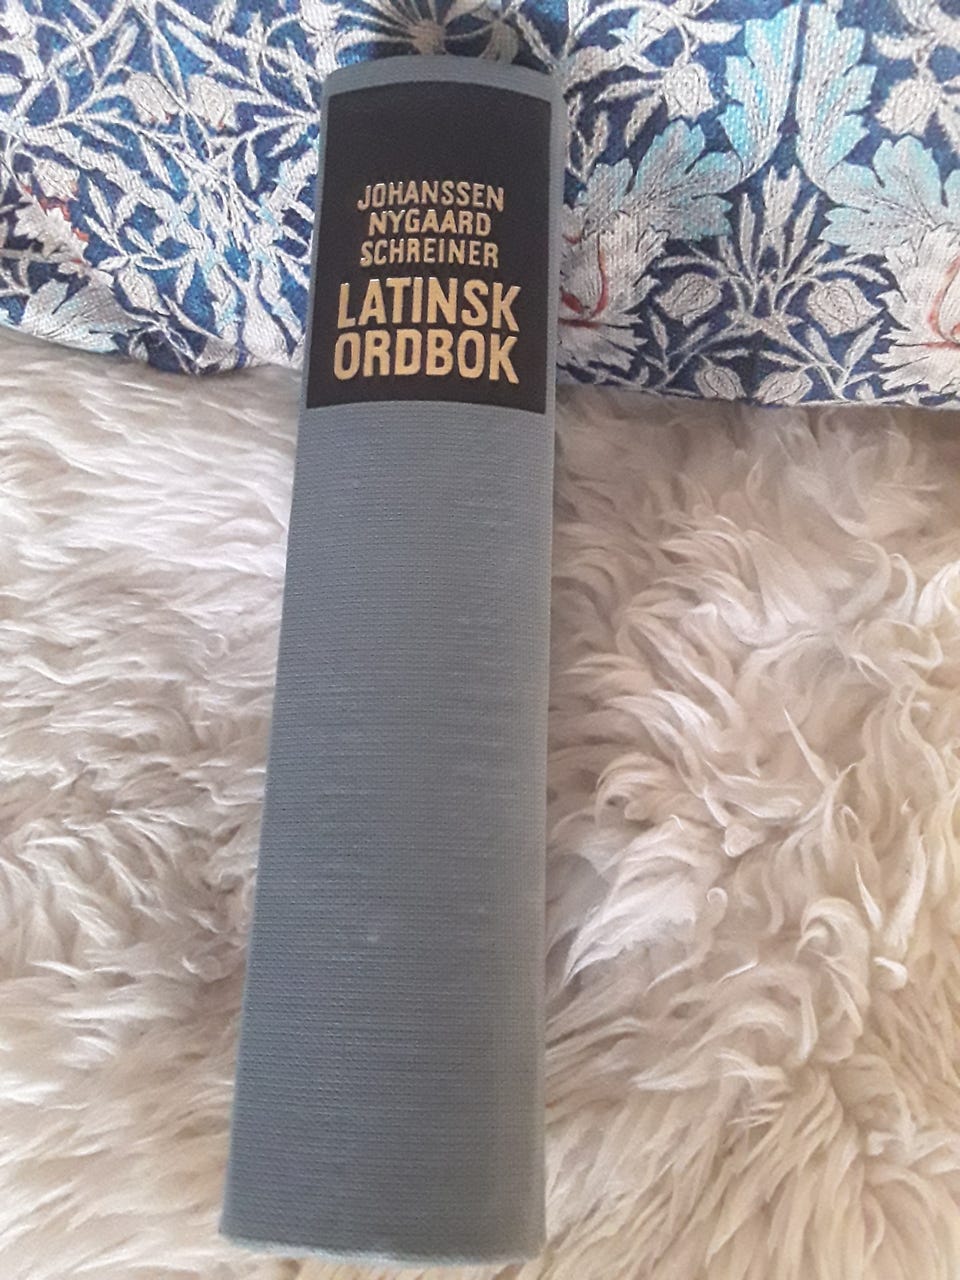 JOHANSSEN
NYGAARD
SCHREINER
LATINSK
ORDBOK